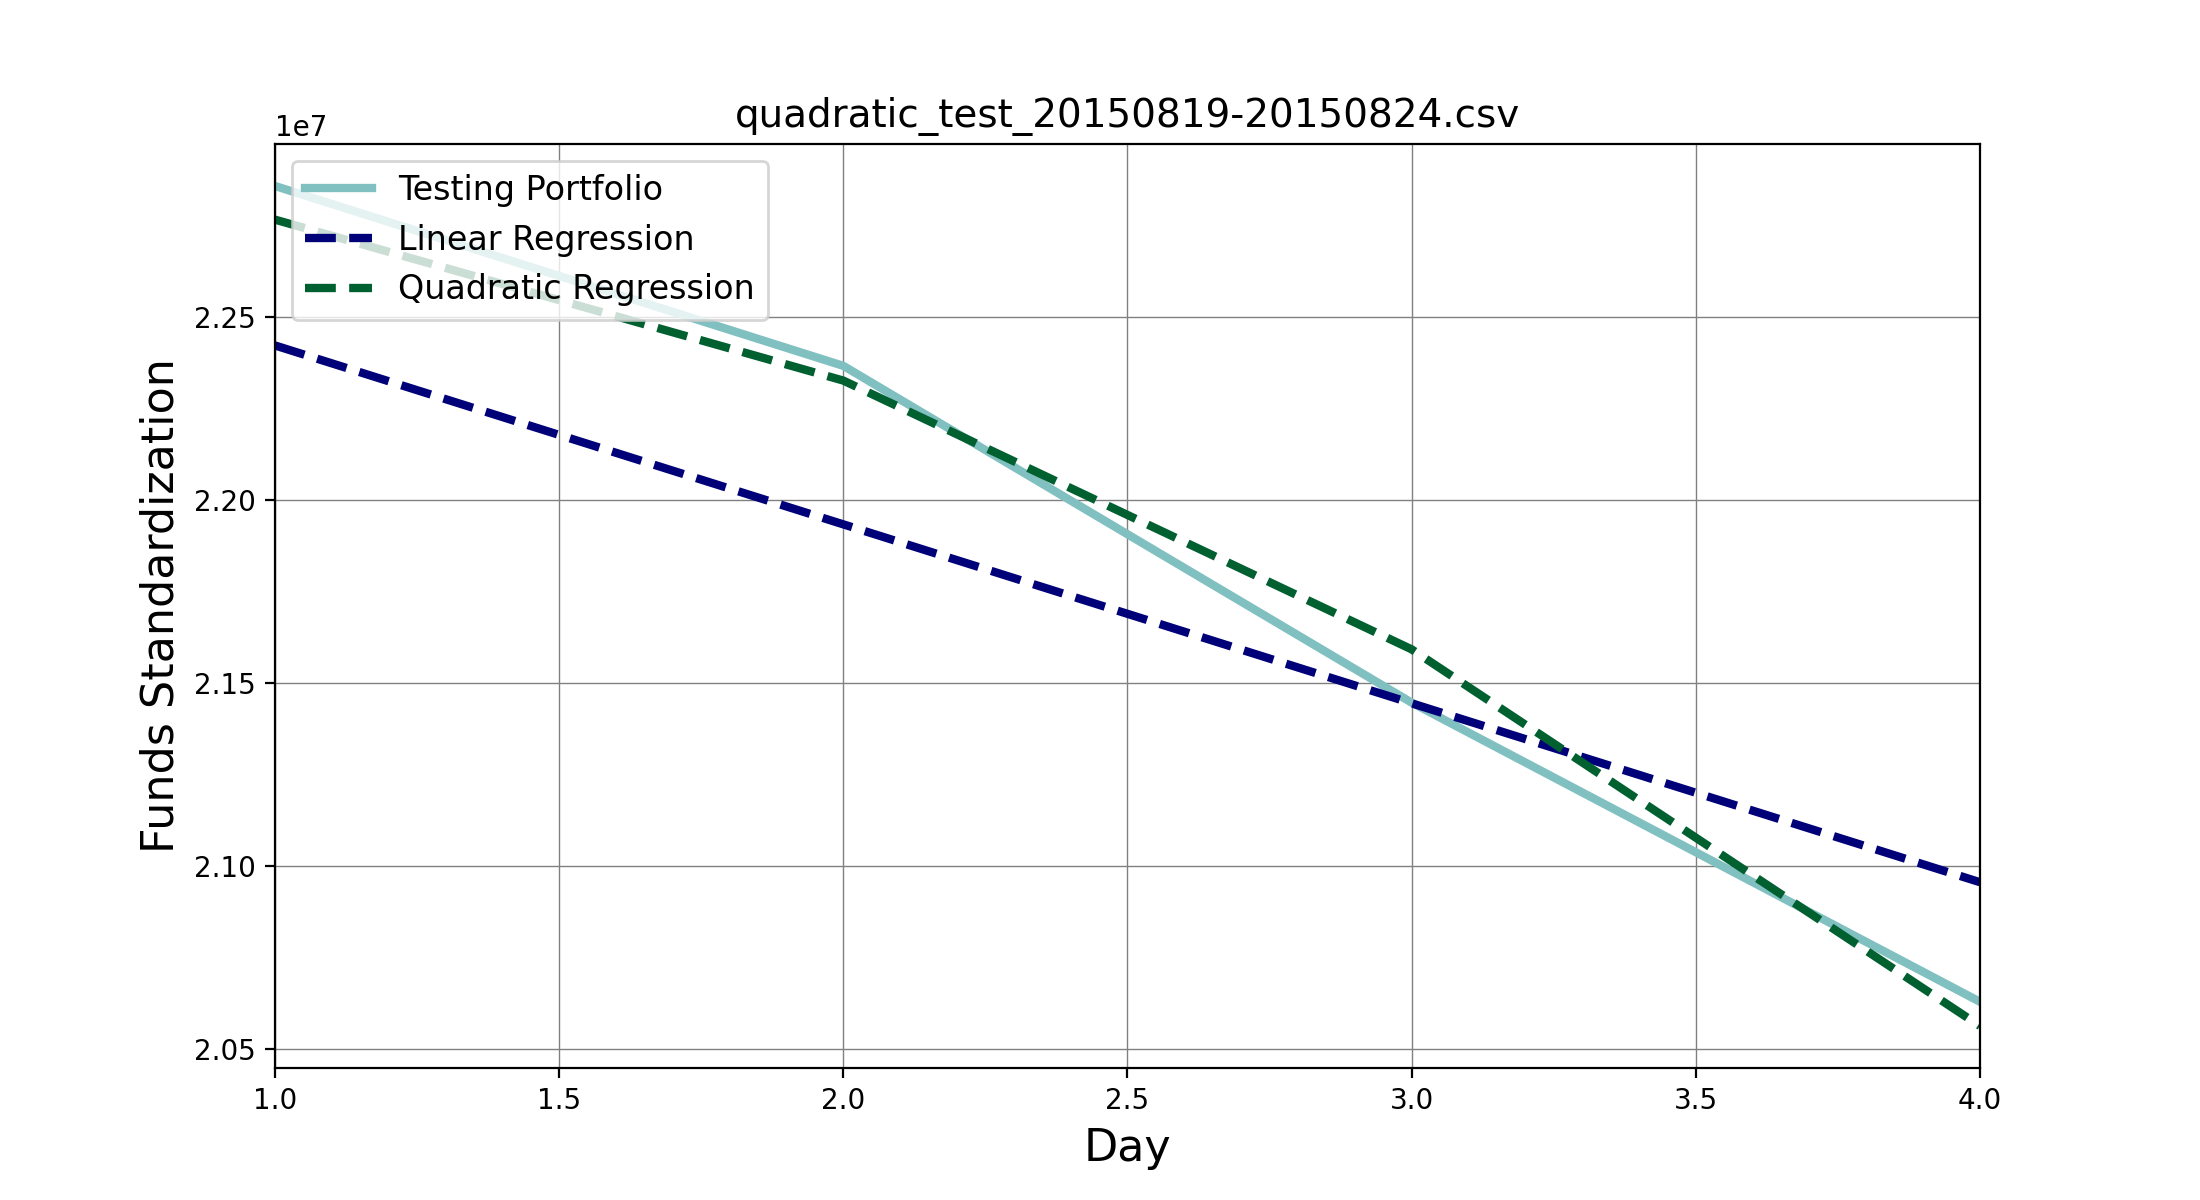 quadratic_test_20150819-20150824.csv
1e7
Testing Portfolio
Linear Regression
Quadratic Regression
2.25
2.20
2.15
2.10
2.05
Funds Standardization
1.0 1.5 2.0 2.5 3.0 3.5 4.0
Day